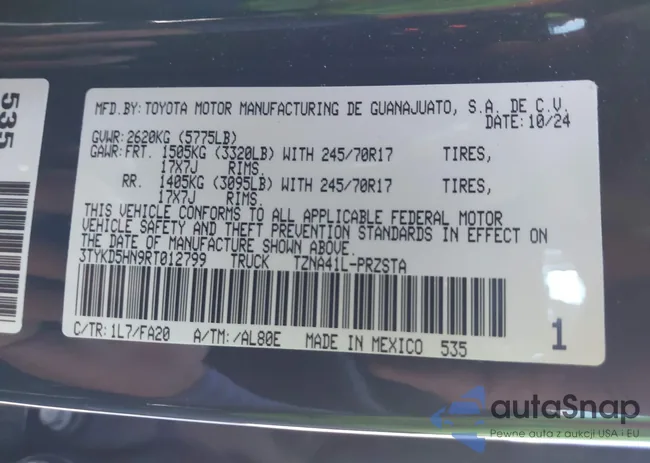 535
MFD.BY: TOYOTA MOTOR MANUFACTURING DE GUANAJUATO, S.A. DE C.V.
DATE: 10/24
GVWR: 2620KG (5775LB)
GAWR: FRT. 1505KG (3320LB) WITH 245/70R17 TIRES,
17X7J RIMS.
RR. 1405KG (3095LB) WITH 245/70R17 TIRES,
17X7J RIMS.
THIS VEHICLE CONFORMS TO ALL APPLICABLE FEDERAL MOTOR
VEHICLE SAFETY AND THEFT PREVENTION STANDARDS IN EFFECT ON
THE DATE OF MANUFACTURE SHOWN ABOVE.
3TYKD5HN9RT012799 TRUCK TZNA41L-PRZSTA
C/TR: 1L7/FA20 A/TM: /AL80E MADE IN MEXICO 535 1
autaSnap
Pewne auta z aukcji USA i EU